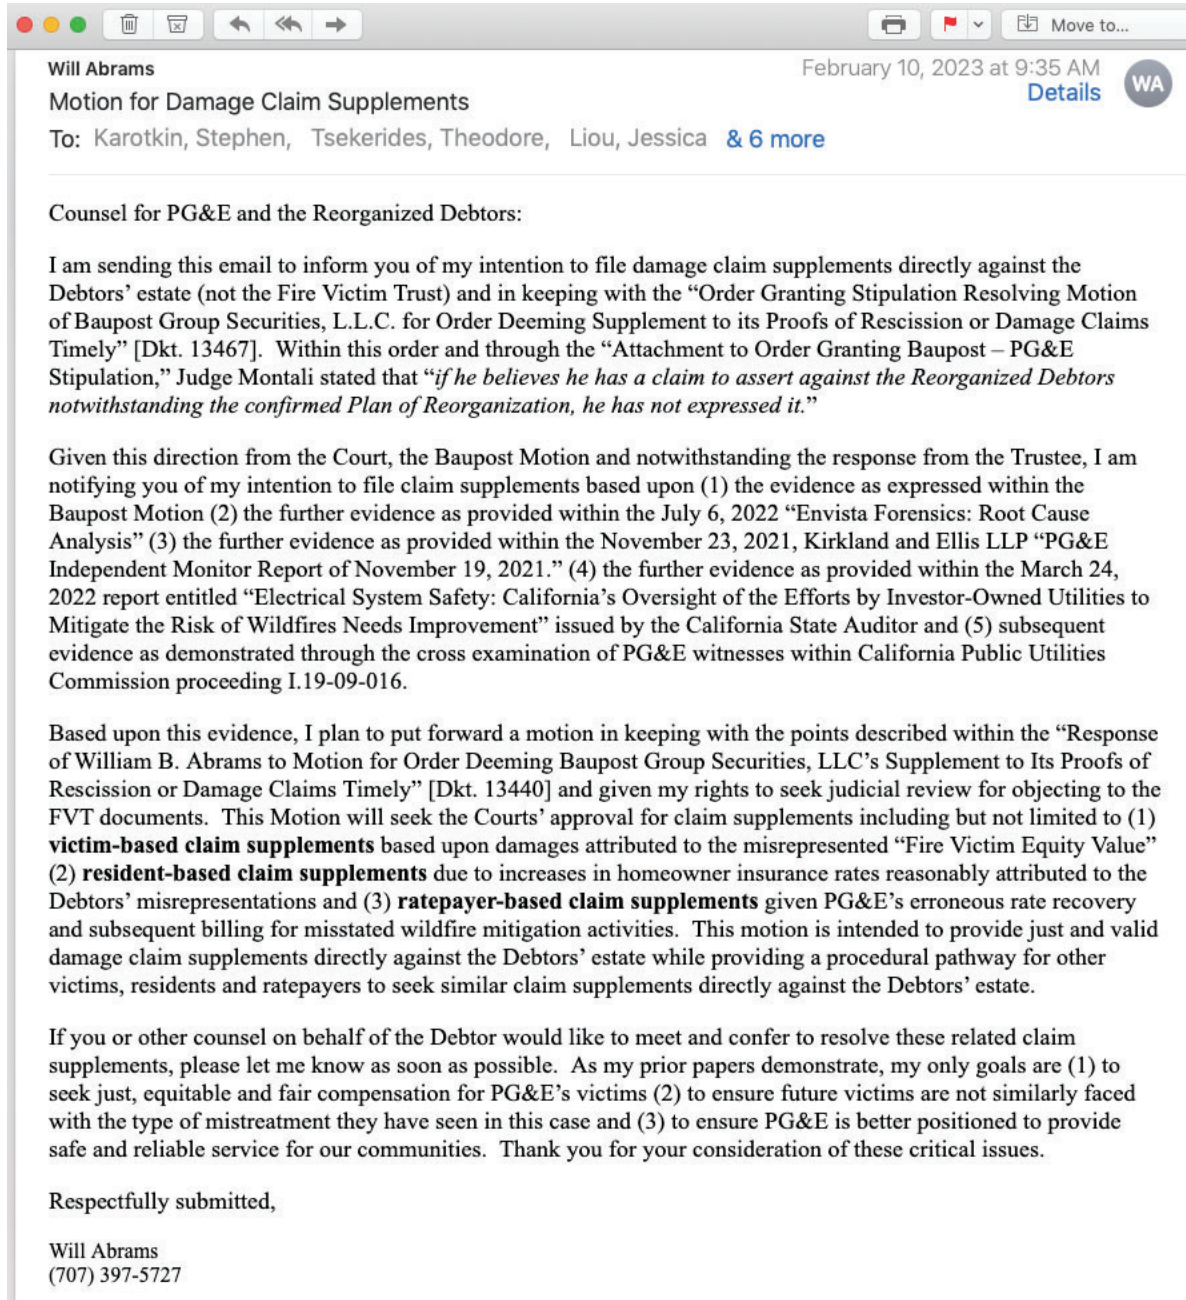 Move to...
Will Abrams
February 10, 2023 at 9:35 AM
Details
WA
Motion for Damage Claim Supplements
To: Karotkin, Stephen, Tsekerides, Theodore, Liou, Jessica & 6 more
Counsel for PG&E and the Reorganized Debtors:
I am sending this email to inform you of my intention to file damage claim supplements directly against the
Debtors’ estate (not the Fire Victim Trust) and in keeping with the “Order Granting Stipulation Resolving Motion
of Baupost Group Securities, L.L.C. for Order Deeming Supplement to its Proofs of Rescission or Damage Claims
Timely” [Dkt. 13467]. Within this order and through the “Attachment to Order Granting Baupost – PG&E
Stipulation,” Judge Montali stated that “if he believes he has a claim to assert against the Reorganized Debtors
notwithstanding the confirmed Plan of Reorganization, he has not expressed it.”
Given this direction from the Court, the Baupost Motion and notwithstanding the response from the Trustee, I am
notifying you of my intention to file claim supplements based upon (1) the evidence as expressed within the
Baupost Motion (2) the further evidence as provided within the July 6, 2022 “Envista Forensics: Root Cause
Analysis” (3) the further evidence as provided within the November 23, 2021, Kirkland and Ellis LLP “PG&E
Independent Monitor Report of November 19, 2021.” (4) the further evidence as provided within the March 24,
2022 report entitled “Electrical System Safety: California’s Oversight of the Efforts by Investor-Owned Utilities to
Mitigate the Risk of Wildfires Needs Improvement” issued by the California State Auditor and (5) subsequent
evidence as demonstrated through the cross examination of PG&E witnesses within California Public Utilities
Commission proceeding I.19-09-016.
Based upon this evidence, I plan to put forward a motion in keeping with the points described within the “Response
of William B. Abrams to Motion for Order Deeming Baupost Group Securities, LLC’s Supplement to Its Proofs of
Rescission or Damage Claims Timely” [Dkt. 13440] and given my rights to seek judicial review for objecting to the
FVT documents. This Motion will seek the Courts’ approval for claim supplements including but not limited to (1)
victim-based claim supplements based upon damages attributed to the misrepresented “Fire Victim Equity Value”
(2) resident-based claim supplements due to increases in homeowner insurance rates reasonably attributed to the
Debtors’ misrepresentations and (3) ratepayer-based claim supplements given PG&E’s erroneous rate recovery
and subsequent billing for misstated wildfire mitigation activities. This motion is intended to provide just and valid
damage claim supplements directly against the Debtors’ estate while providing a procedural pathway for other
victims, residents and ratepayers to seek similar claim supplements directly against the Debtors’ estate.
If you or other counsel on behalf of the Debtor would like to meet and confer to resolve these related claim
supplements, please let me know as soon as possible. As my prior papers demonstrate, my only goals are (1) to
seek just, equitable and fair compensation for PG&E’s victims (2) to ensure future victims are not similarly faced
with the type of mistreatment they have seen in this case and (3) to ensure PG&E is better positioned to provide
safe and reliable service for our communities. Thank you for your consideration of these critical issues.
Respectfully submitted,
Will Abrams
(707) 397-5727